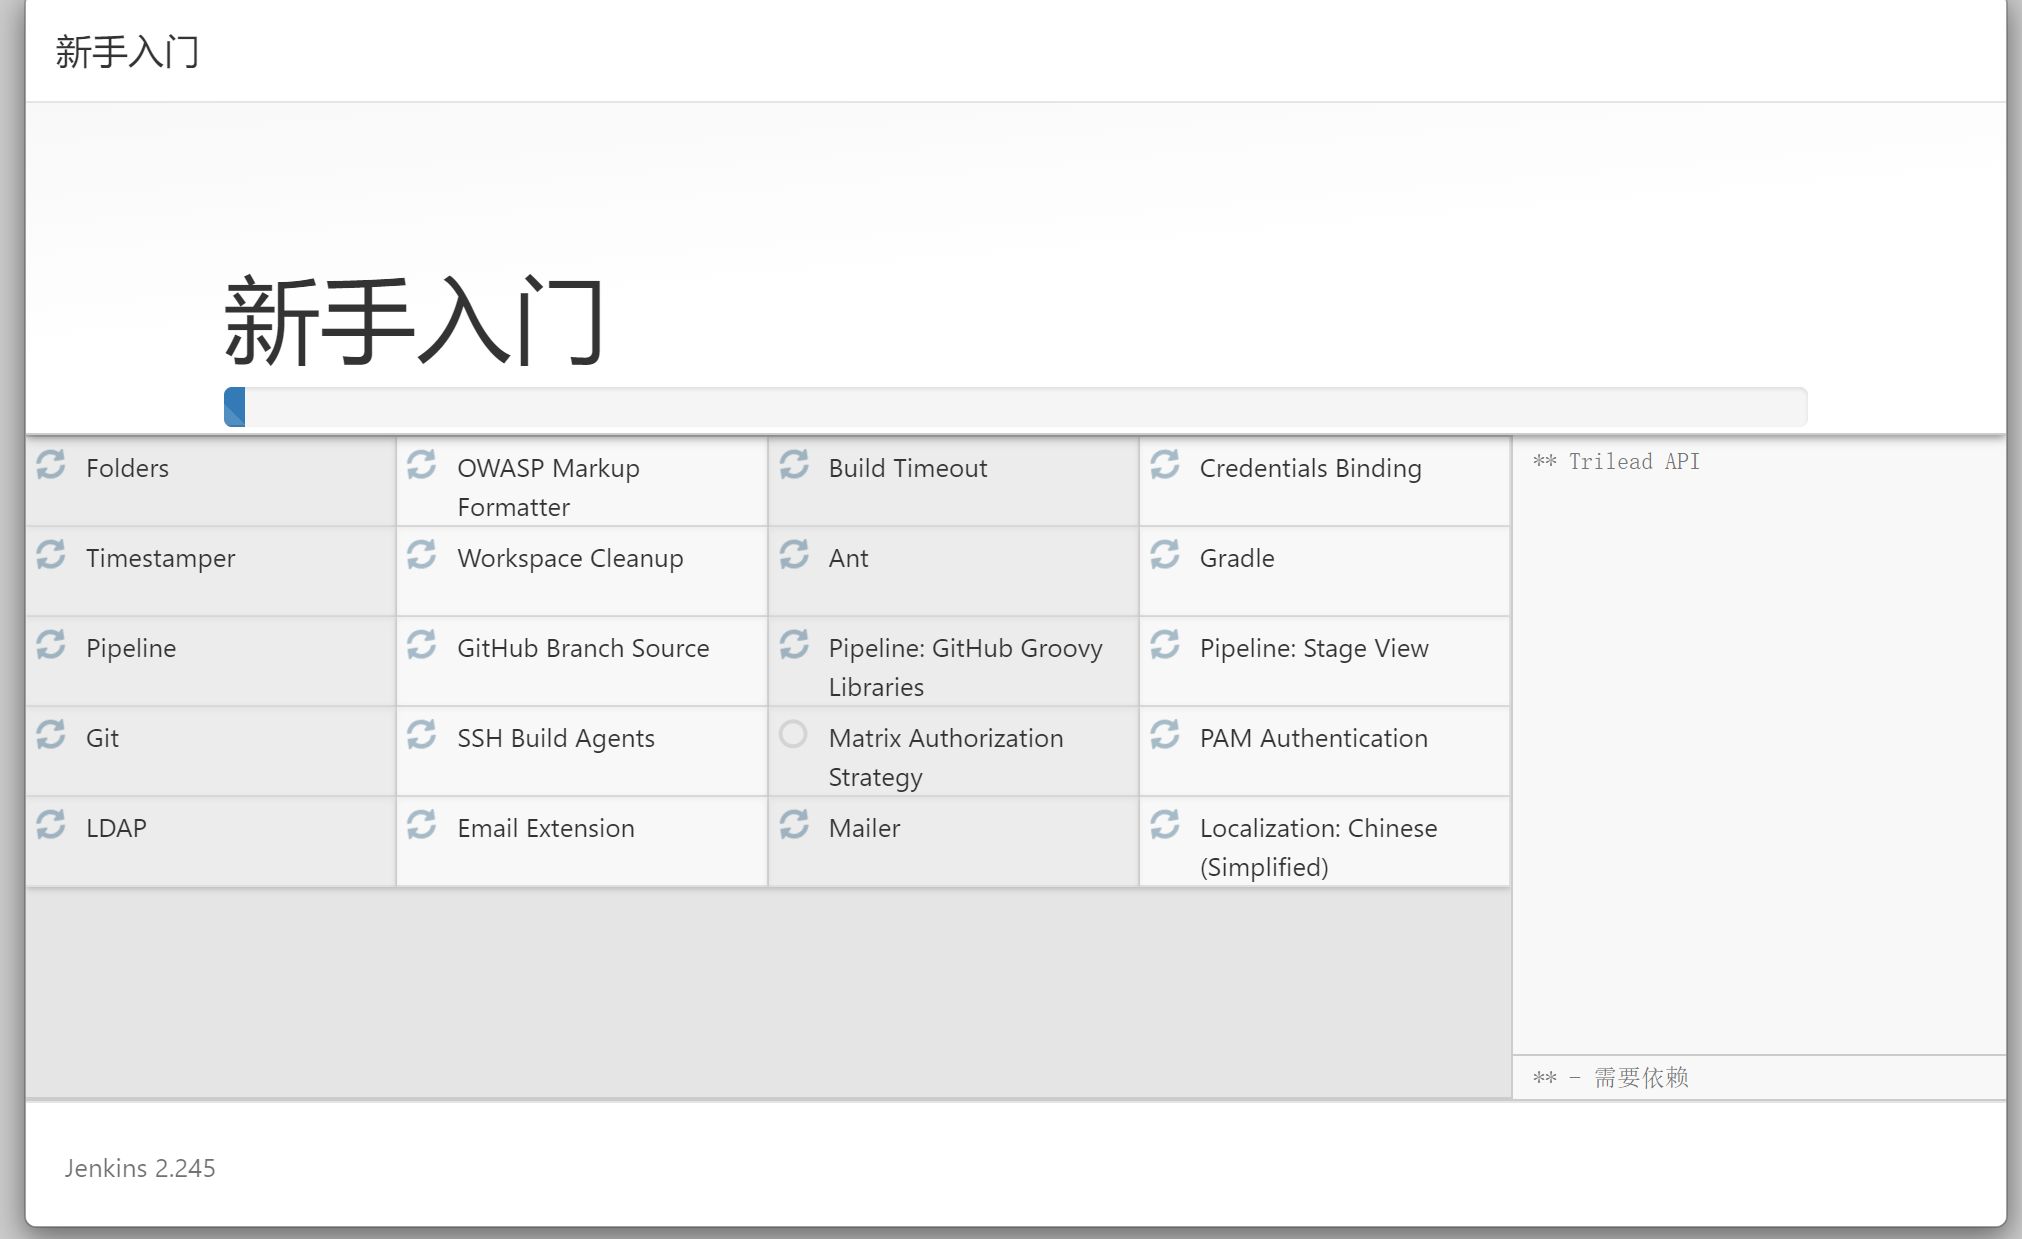 新手入门
新手入门
Folders
OWASP Markup
Formatter
Build Timeout
Credentials Binding
Timestamper
Workspace Cleanup
Ant
Gradle
Pipeline
GitHub Branch Source
Pipeline: GitHub Groovy
Libraries
Pipeline: Stage View
Git
SSH Build Agents
Matrix Authorization
Strategy
PAM Authentication
LDAP
Email Extension
Mailer
Localization: Chinese
(Simplified)
** Trilead API
** - 需要依赖
Jenkins 2.245